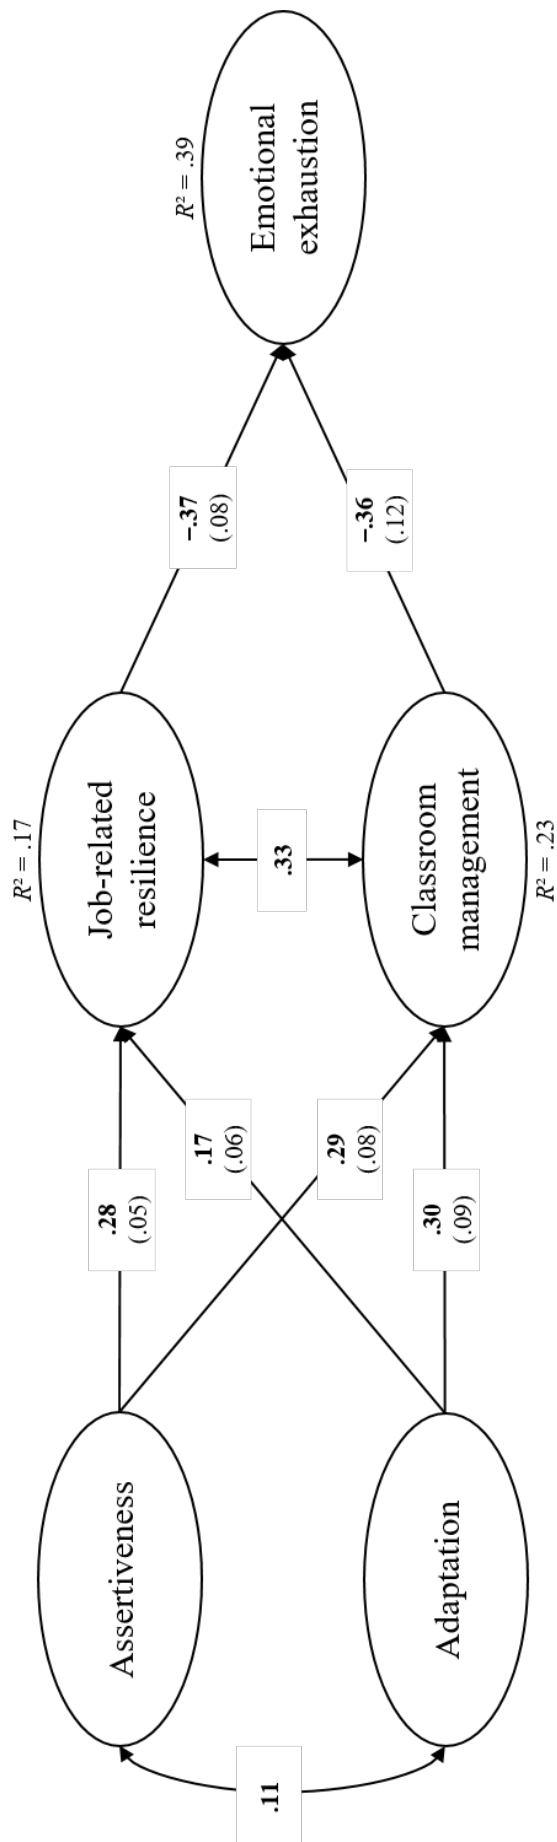 R² = .17
R² = .39
Assertiveness
.28
(.05)
Job-related
resilience
−.37
(.08)
.17
(.06)
.11
.33
Emotional
exhaustion
.29
(.08)
−.36
(.12)
Adaptation
.30
(.09)
Classroom
management
R² = .23